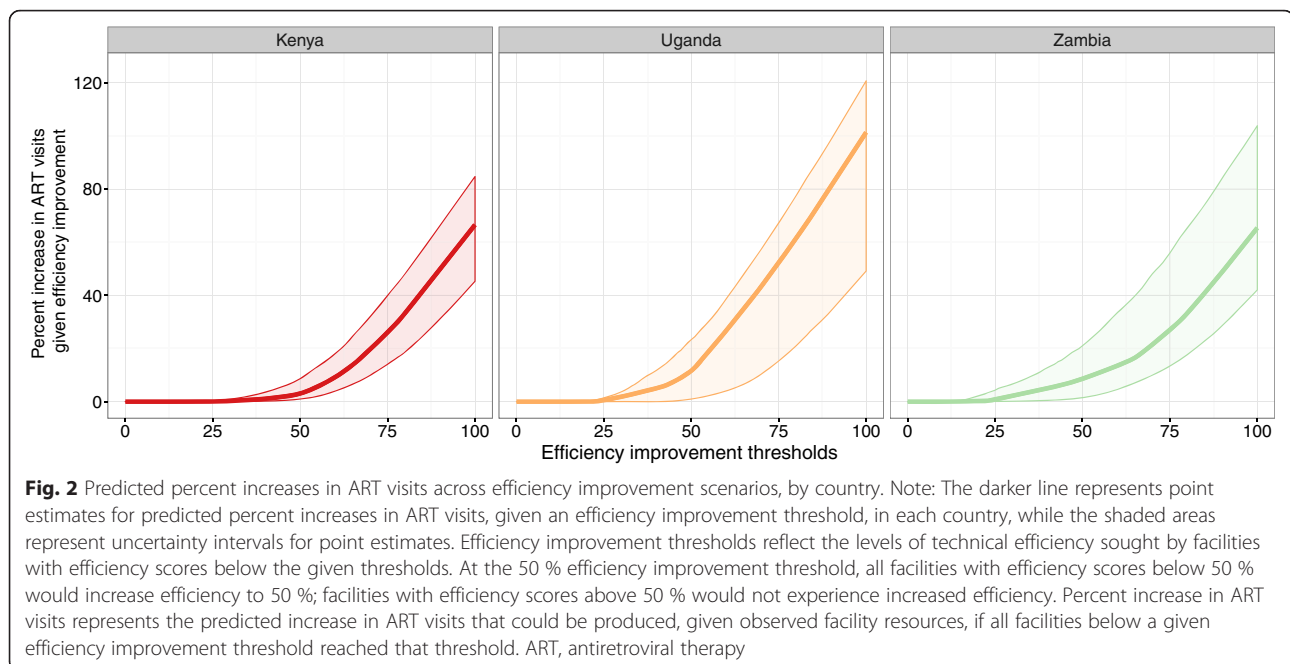 Kenya
Uganda
Zambia
Percent increase in ART visits
given efficiency improvement
120
80
40
0
0 25 50 75 100
0 25 50 75 100
0 25 50 75 100
Efficiency improvement thresholds
Fig. 2 Predicted percent increases in ART visits across efficiency improvement scenarios, by country. Note: The darker line represents point
estimates for predicted percent increases in ART visits, given an efficiency improvement threshold, in each country, while the shaded areas
represent uncertainty intervals for point estimates. Efficiency improvement thresholds reflect the levels of technical efficiency sought by facilities
with efficiency scores below the given thresholds. At the 50 % efficiency improvement threshold, all facilities with efficiency scores below 50 %
would increase efficiency to 50 %; facilities with efficiency scores above 50 % would not experience increased efficiency. Percent increase in ART
visits represents the predicted increase in ART visits that could be produced, given observed facility resources, if all facilities below a given
efficiency improvement threshold reached that threshold. ART, antiretroviral therapy